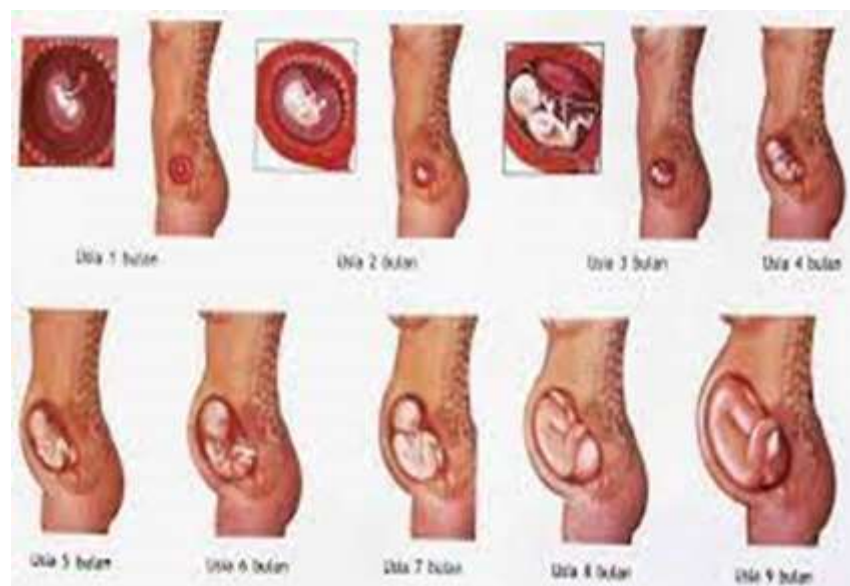 Usia 1 bulan
Usia 2 bulan
Usia 3 bulan
Usia 4 bulan
Usia 5 bulan
Usia 6 bulan
Usia 7 bulan
Usia 8 bulan
Usia 9 bulan